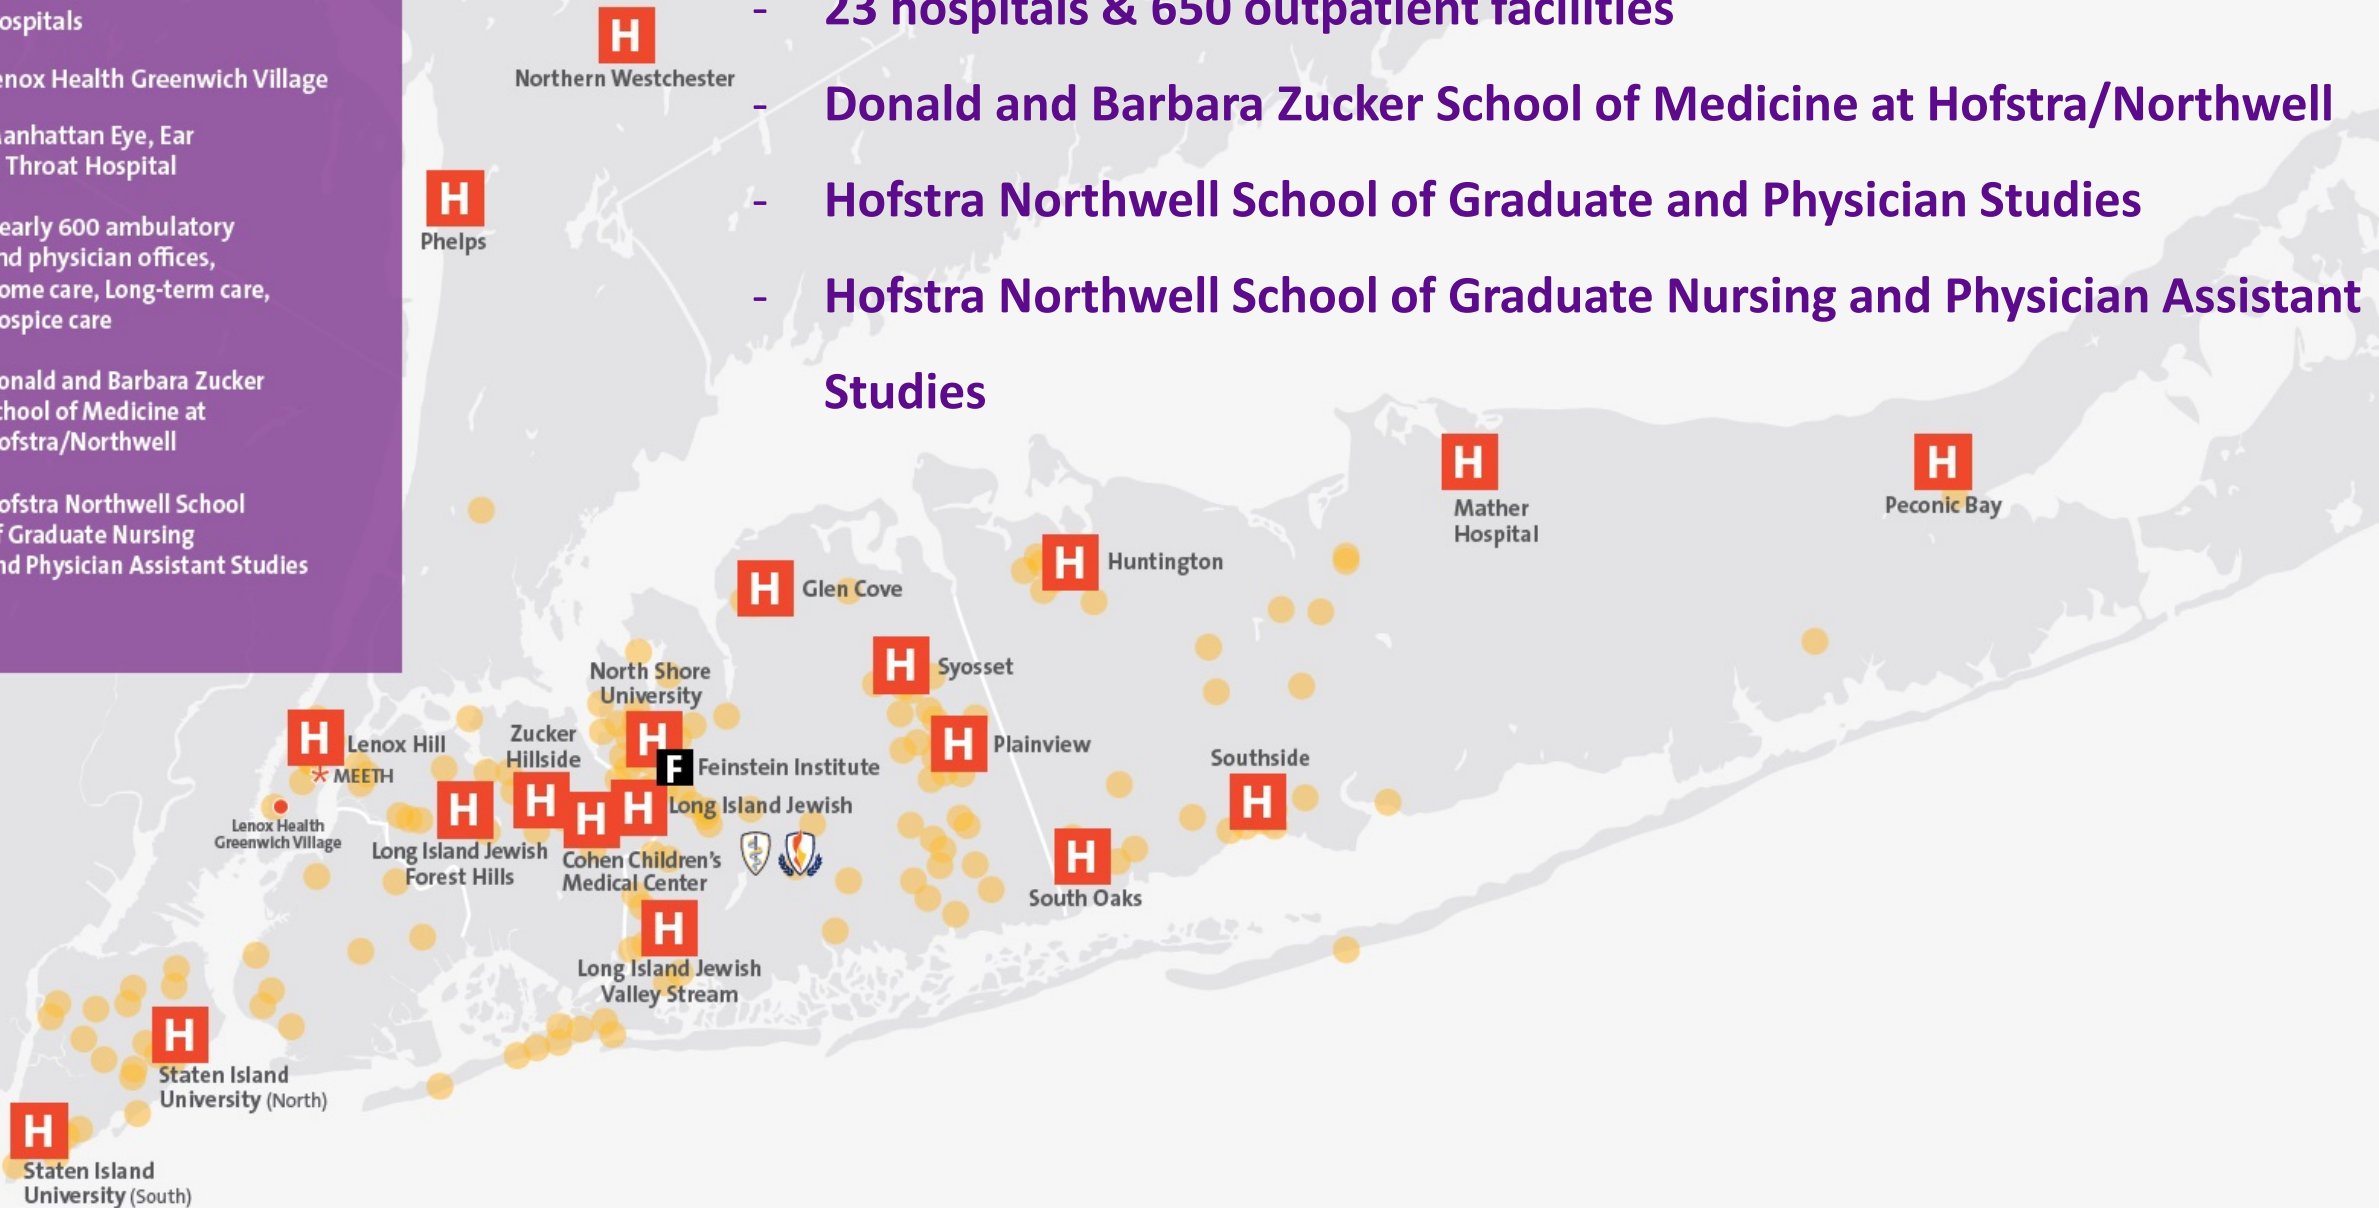 ospitals
enox Health Greenwich Village
anhattan Eye, Ear
Throat Hospital
early 600 ambulatory
nd physician offices,
ome care, Long-term care,
ospice care
onald and Barbara Zucker
chool of Medicine at
ofstra/Northwell
ofstra Northwell School
f Graduate Nursing
nd Physician Assistant Studies
- 23 hospitals & 650 outpatient facilities
- Donald and Barbara Zucker School of Medicine at Hofstra/Northwell
- Hofstra Northwell School of Graduate and Physician Studies
- Hofstra Northwell School of Graduate Nursing and Physician Assistant
Studies
H
Northern Westchester
H
Phelps
H
Mather
Hospital
H
Peconic Bay
H Huntington
H Glen Cove
H Syosset
North Shore
University
H
H Lenox Hill
* MEETH
Zucker
Hillside
H
F Feinstein Institute
H Plainview
Southside
H
Lenox Health
Greenwich Village
H
Long Island Jewish
Forest Hills
H
Cohen Children's
Medical Center
H Long Island Jewish
H
South Oaks
H
Long Island Jewish
Valley Stream
H
Staten Island
University (North)
H
Staten Island
University (South)